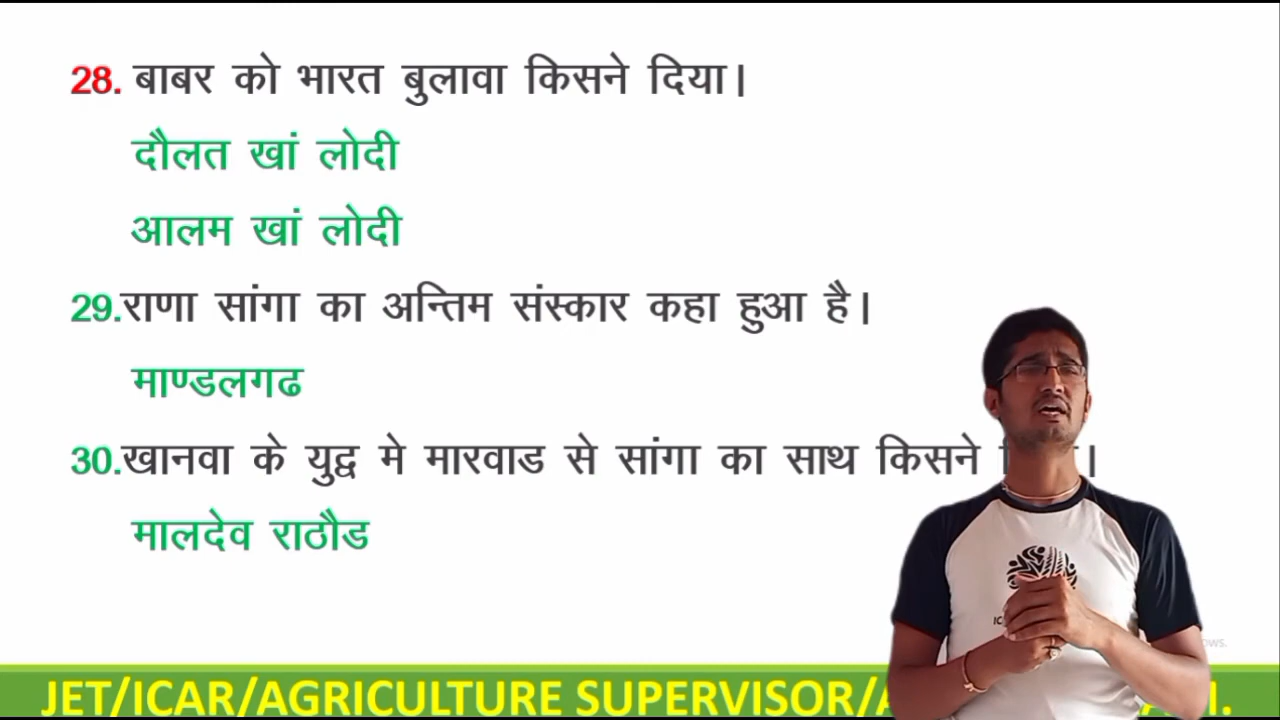 28. बाबर को भारत बुलावा किसने दिया।
दौलत खां लोदी
आलम खां लोदी
29.राणा सांगा का अन्तिम संस्कार कहा हुआ है।
माण्डलगढ
30.खानवा के युद्व मे मारवाड से सांगा का साथ किसने
मालदेव राठौड
JET/ICAR/AGRICULTURE SUPERVISOR/